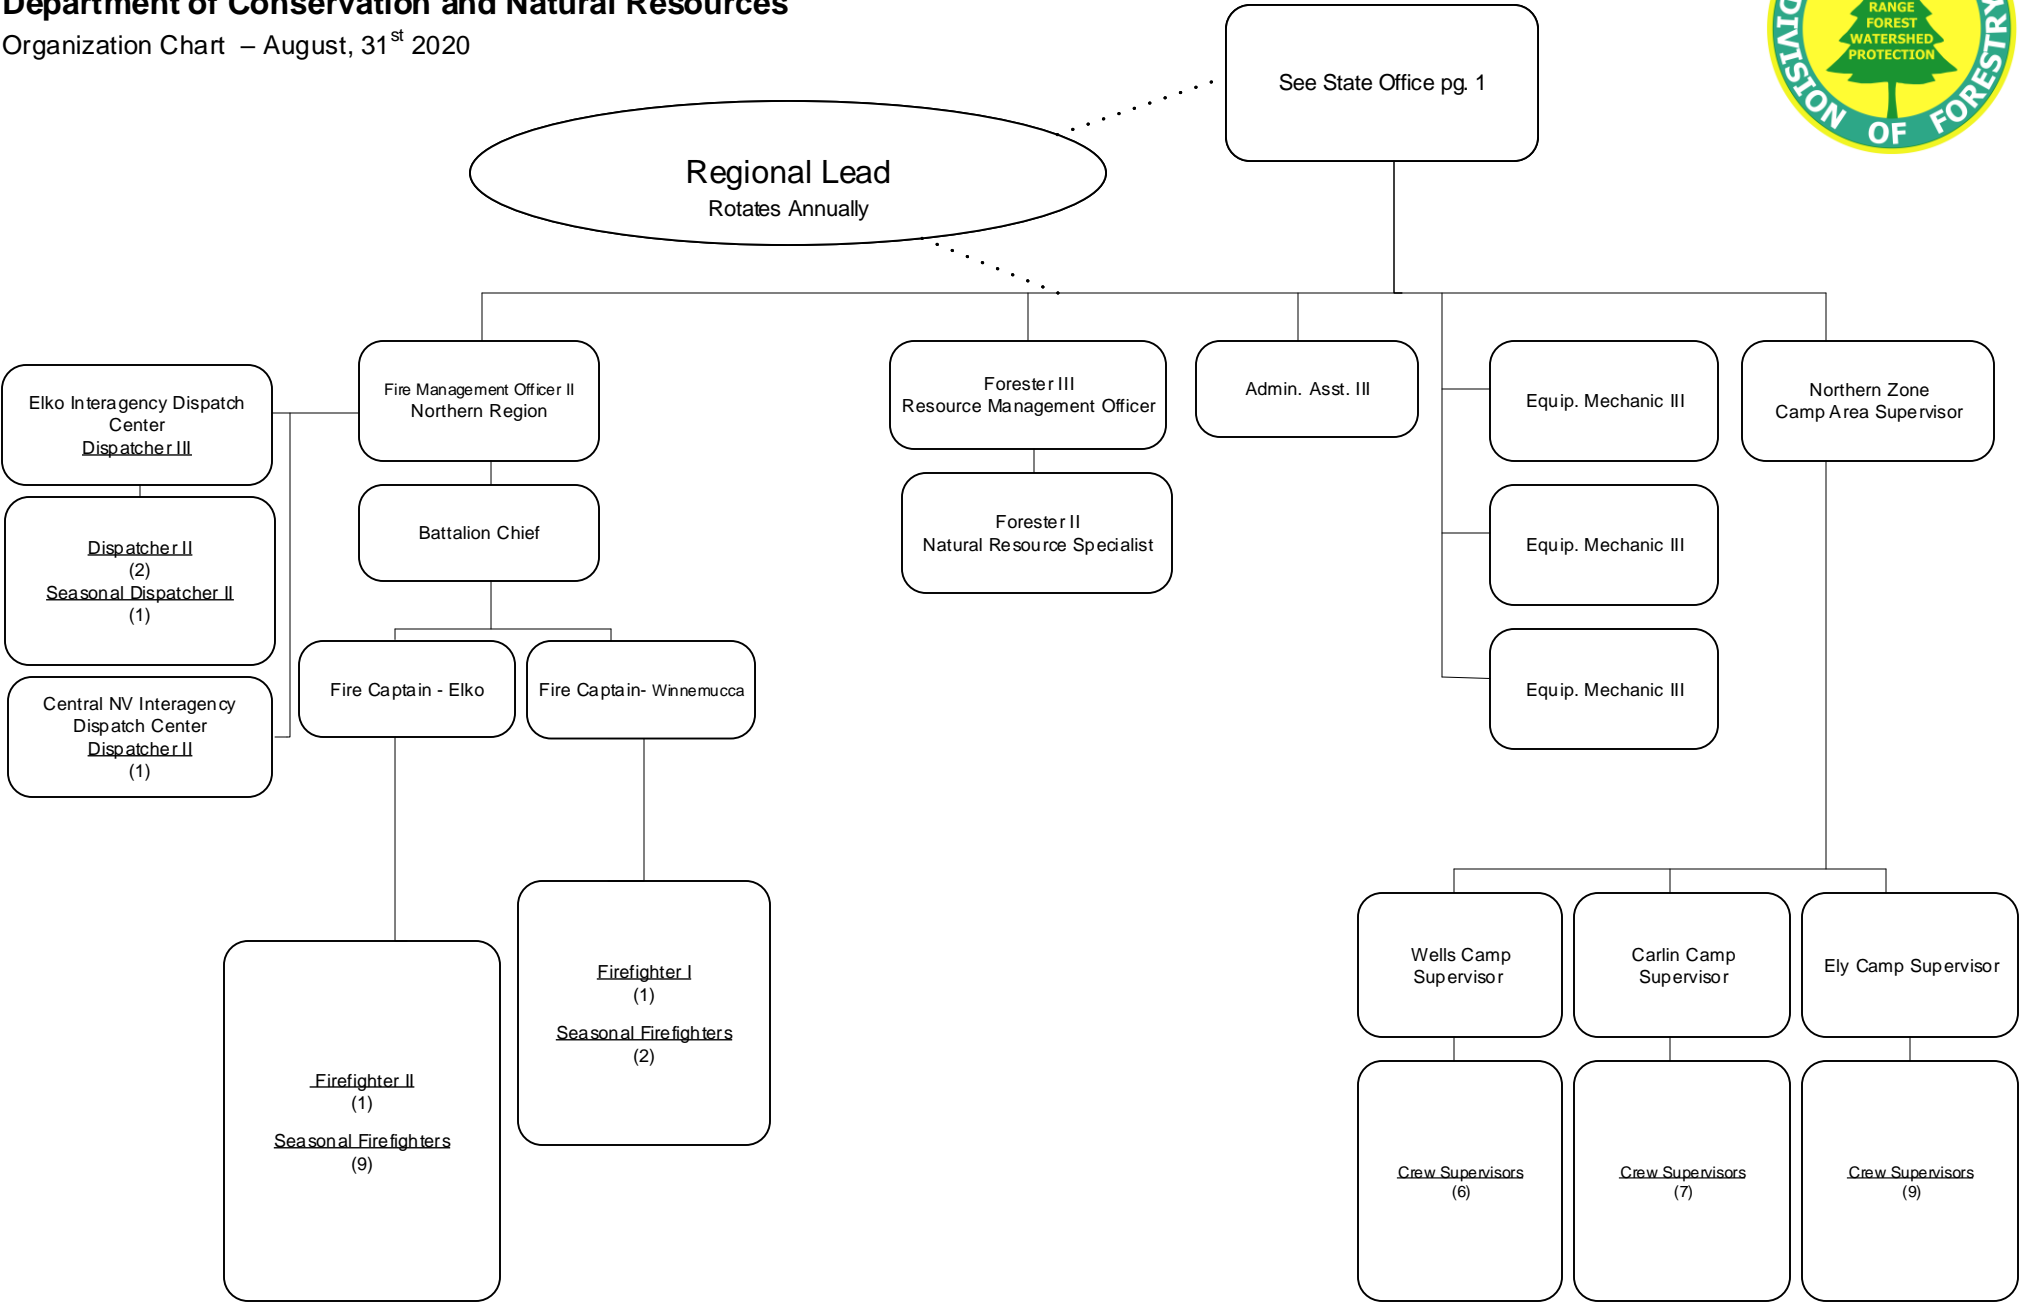 Department of Conservation and Natural Resources
Organization Chart – August, 31st 2020
RANGE
FOREST
WATERSHED
PROTECTION
DIVISION OF FORESTRY
See State Office pg. 1
Regional Lead
Rotates Annually
Elko Interagency Dispatch
Center
Dispatcher III
Fire Management Officer II
Northern Region
Forester III
Resource Management Officer
Admin. Asst. III
Equip. Mechanic III
Northern Zone
Camp Area Supervisor
Dispatcher II
(2)
Seasonal Dispatcher II
(1)
Battalion Chief
Forester II
Natural Resource Specialist
Equip. Mechanic III
Central NV Interagency
Dispatch Center
Dispatcher II
(1)
Fire Captain - Elko
Fire Captain- Winnemucca
Equip. Mechanic III
Firefighter I
(1)
Seasonal Firefighters
(2)
Firefighter II
(1)
Seasonal Firefighters
(9)
Wells Camp
Supervisor
Carlin Camp
Supervisor
Ely Camp Supervisor
Crew Supervisors
(6)
Crew Supervisors
(7)
Crew Supervisors
(9)